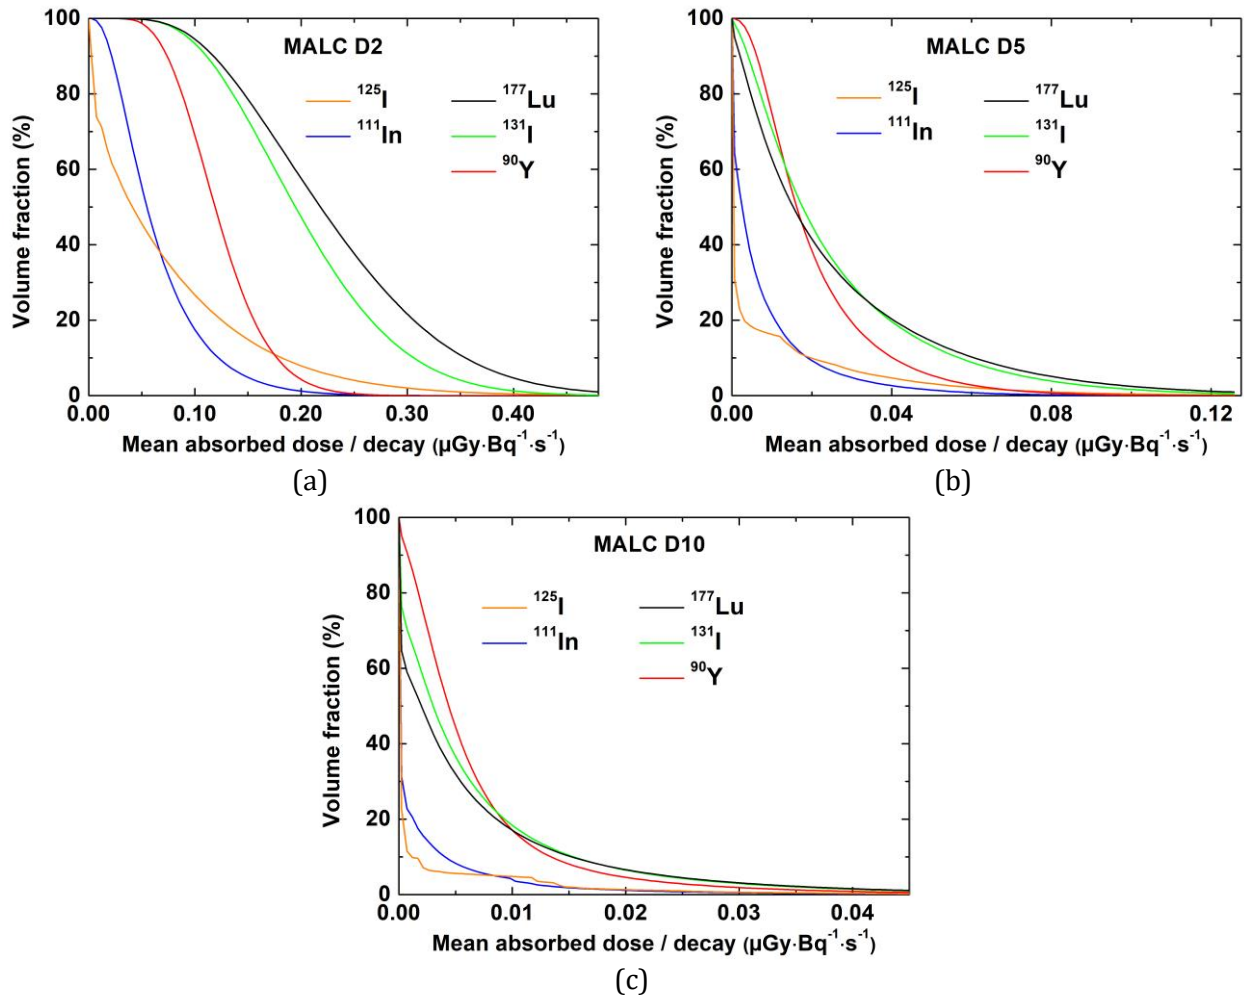 MALC D2
¹²⁵I
¹¹¹In
¹⁷⁷Lu
¹³¹I
⁹⁰Y
Volume fraction (%)
100
80
60
40
20
0
0.00 0.10 0.20 0.30 0.40
Mean absorbed dose / decay (µGy·Bq⁻¹·s⁻¹)
(a)
MALC D5
¹²⁵I
¹¹¹In
¹⁷⁷Lu
¹³¹I
⁹⁰Y
Volume fraction (%)
100
80
60
40
20
0
0.00 0.04 0.08 0.12
Mean absorbed dose / decay (µGy·Bq⁻¹·s⁻¹)
(b)
MALC D10
¹²⁵I
¹¹¹In
¹⁷⁷Lu
¹³¹I
⁹⁰Y
Volume fraction (%)
100
80
60
40
20
0
0.00 0.01 0.02 0.03 0.04
Mean absorbed dose / decay (µGy·Bq⁻¹·s⁻¹)
(c)